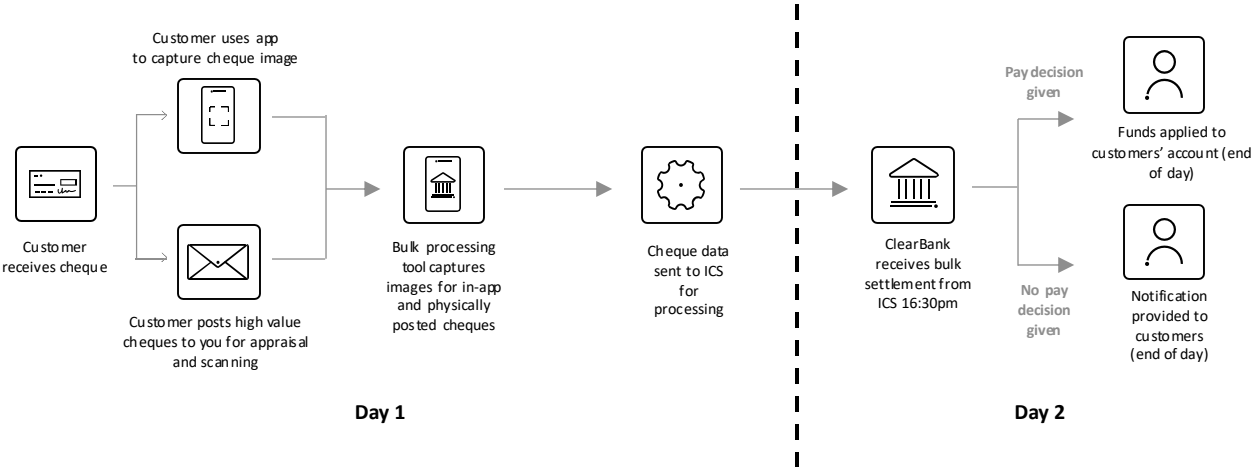 Customer uses app
to capture cheque image
Customer
receives cheque
Customer posts high value
cheques to you for appraisal
and scanning
Bulk processing
tool captures
images for in-app
and physically
posted cheques
Cheque data
sent to ICS
for
processing
Day 1
ClearBank
receives bulk
settlement from
ICS 16:30pm
Pay decision
given
Funds applied to
customers’ account (end
of day)
No pay
decision
given
Notification
provided to
customers
(end of day)
Day 2